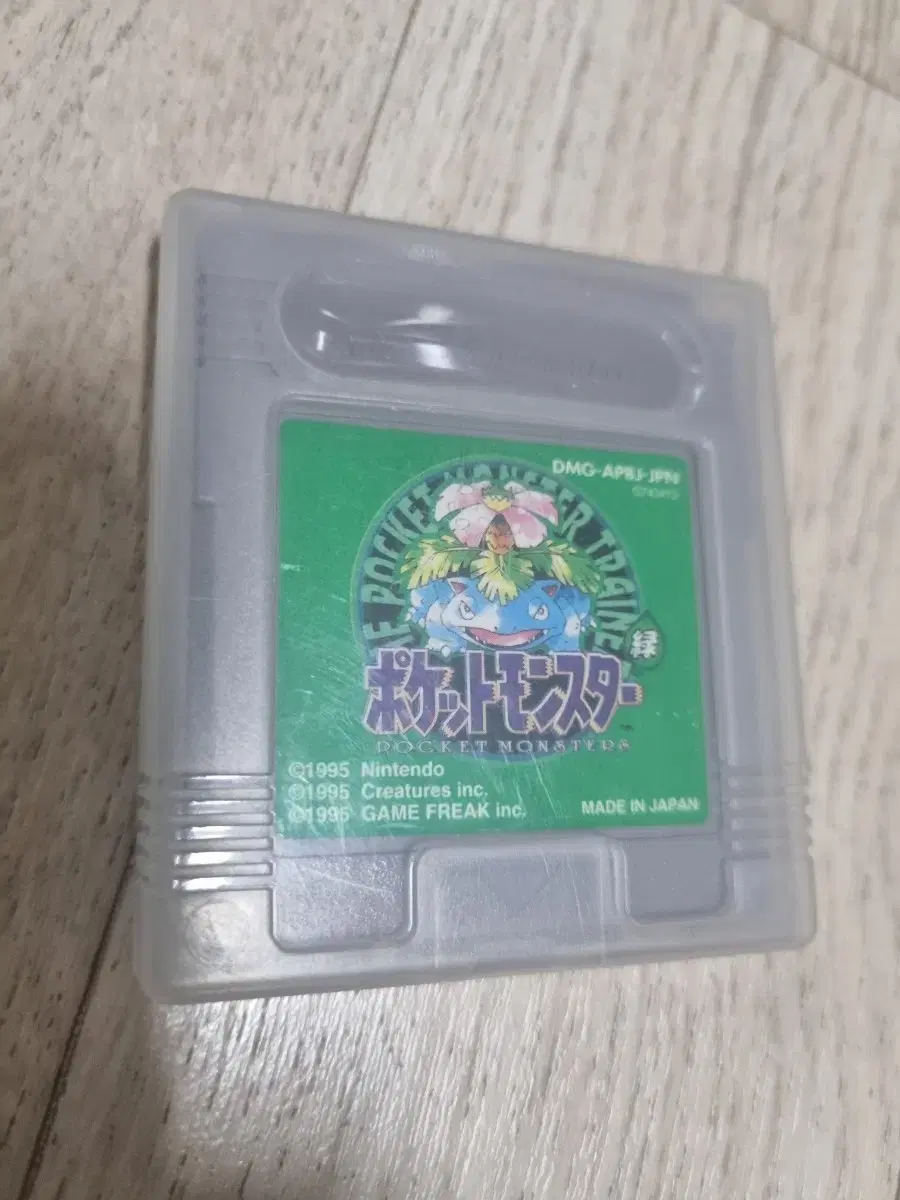 DMG-APBJ-JPN
OF POCKET MONSTER TRAINE
緑
ポケットモンスター
POCKET MONSTERS
©1995 Nintendo
©1995 Creatures inc.
©1995 GAME FREAK inc.
MADE IN JAPAN